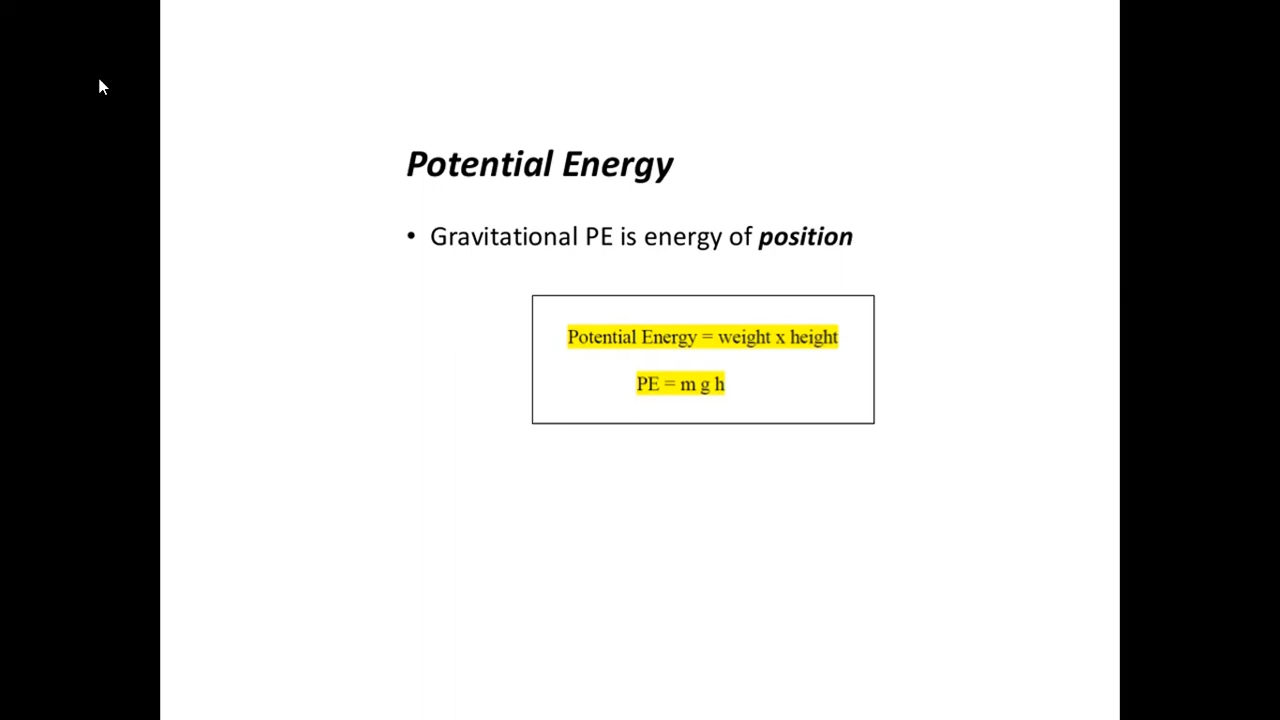 Potential Energy
• Gravitational PE is energy of position
Potential Energy = weight x height
PE = m g h